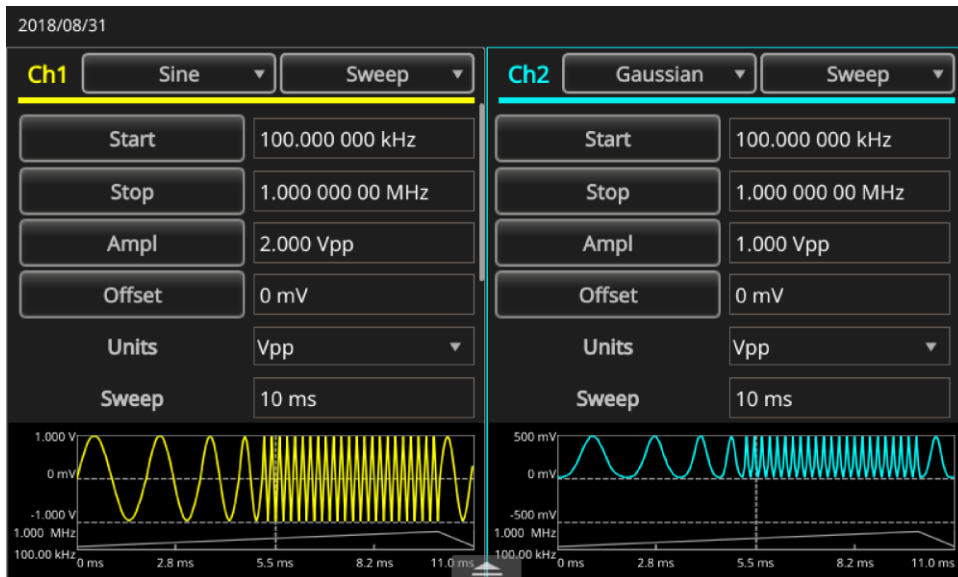 2018/08/31
Ch1 Sine Sweep
Start 100.000 000 kHz
Stop 1.000 000 00 MHz
Ampl 2.000 Vpp
Offset 0 mV
Units Vpp
Sweep 10 ms
1.000 V
0 mV
-1.000 V
1.000 MHz
100.00 kHz
0 ms 2.8 ms 5.5 ms 8.2 ms 11.0 ms
Ch2 Gaussian Sweep
Start 100.000 000 kHz
Stop 1.000 000 00 MHz
Ampl 1.000 Vpp
Offset 0 mV
Units Vpp
Sweep 10 ms
500 mV
0 mV
-500 mV
1.000 MHz
100.00 kHz
0 ms 2.8 ms 5.5 ms 8.2 ms 11.0 ms